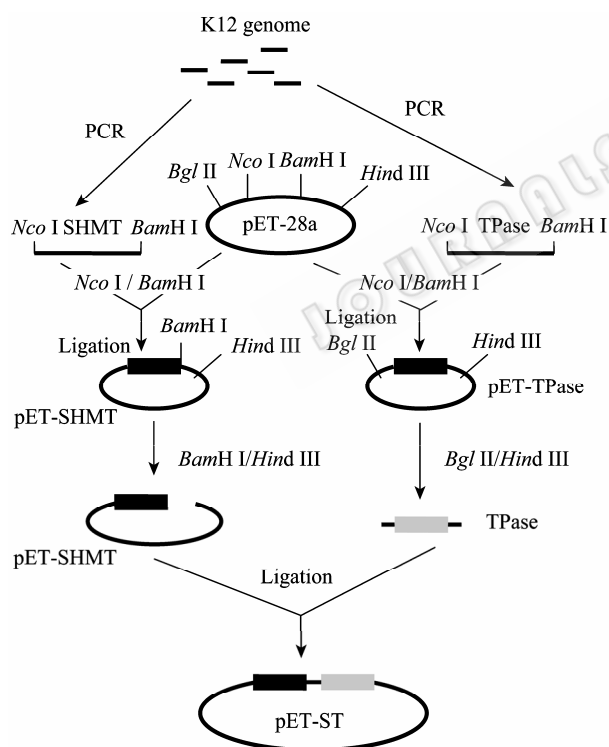 K12 genome
PCR
PCR
Bgl II
Nco I
BamH I
Hind III
pET-28a
Nco I SHMT BamH I
Nco I TPase BamH I
Nco I / BamH I
Nco I/BamH I
JOURNALS
Ligation
BamH I
Hind III
pET-SHMT
Ligation
Bgl II
Hind III
pET-TPase
BamH I/Hind III
Bgl II/Hind III
pET-SHMT
TPase
Ligation
pET-ST